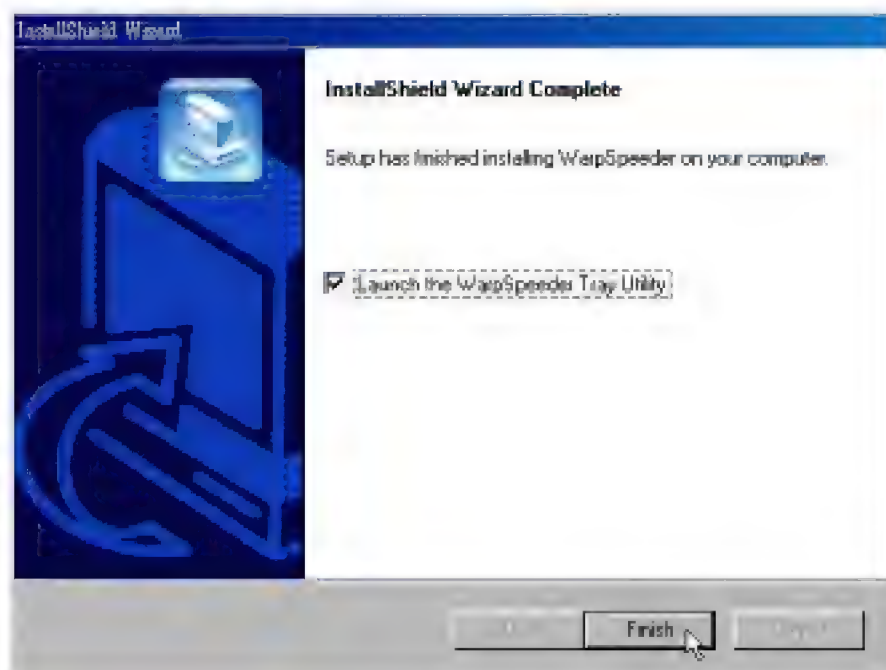 InstallShield Wizard
InstallShield Wizard Complete
Setup has finished installing WarpSpeeder on your computer.
Launch the WarpSpeeder Tray Utility
Finish